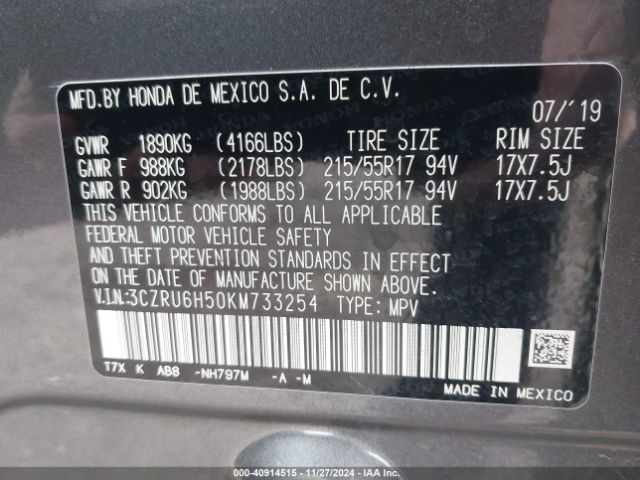 MFD.BY HONDA DE MEXICO S.A. DE C.V.
07/'19
GVWR 1890KG (4166LBS) TIRE SIZE RIM SIZE
GAWR F 988KG (2178LBS) 215/55R17 94V 17X7.5J
GAWR R 902KG (1988LBS) 215/55R17 94V 17X7.5J
THIS VEHICLE CONFORMS TO ALL APPLICABLE
FEDERAL MOTOR VEHICLE SAFETY
AND THEFT PREVENTION STANDARDS IN EFFECT
ON THE DATE OF MANUFACTURE SHOWN ABOVE.
V.I.N:3CZRU6H50KM733254 TYPE: MPV
T7X K AB8 -NH797M -A -M
MADE IN MEXICO
000-40914515 - 11/27/2024 - IAA Inc.